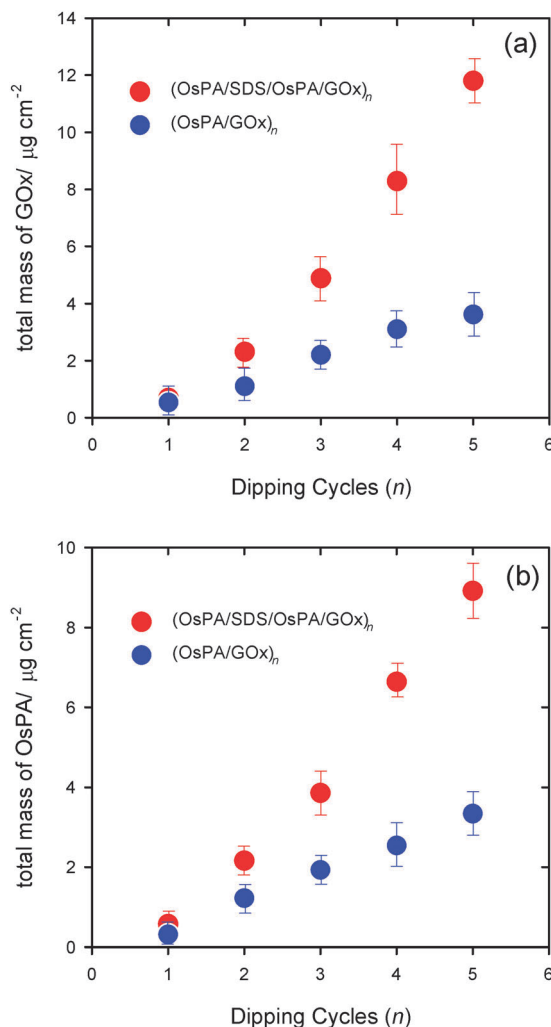 (a)
14
12
10
8
6
4
2
0
total mass of GOx/ μg cm⁻²
(OsPA/SDS/OsPA/GOx)ₙ
(OsPA/GOx)ₙ
0 1 2 3 4 5 6
Dipping Cycles (n)
(b)
10
8
6
4
2
0
total mass of OsPA/ μg cm⁻²
(OsPA/SDS/OsPA/GOx)ₙ
(OsPA/GOx)ₙ
0 1 2 3 4 5 6
Dipping Cycles (n)